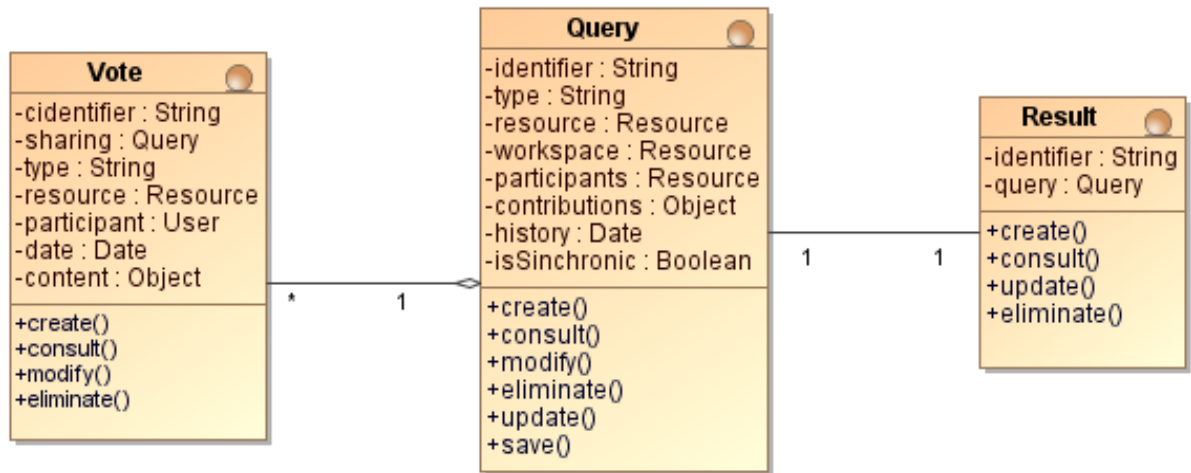 Vote
-cidentifier : String
-sharing : Query
-type : String
-resource : Resource
-participant : User
-date : Date
-content : Object
+create()
+consult()
+modify()
+eliminate()
*
1
Query
-identifier : String
-type : String
-resource : Resource
-workspace : Resource
-participants : Resource
-contributions : Object
-history : Date
-isSinchronic : Boolean
+create()
+consult()
+modify()
+eliminate()
+update()
+save()
1
1
Result
-identifier : String
-query : Query
+create()
+consult()
+update()
+eliminate()